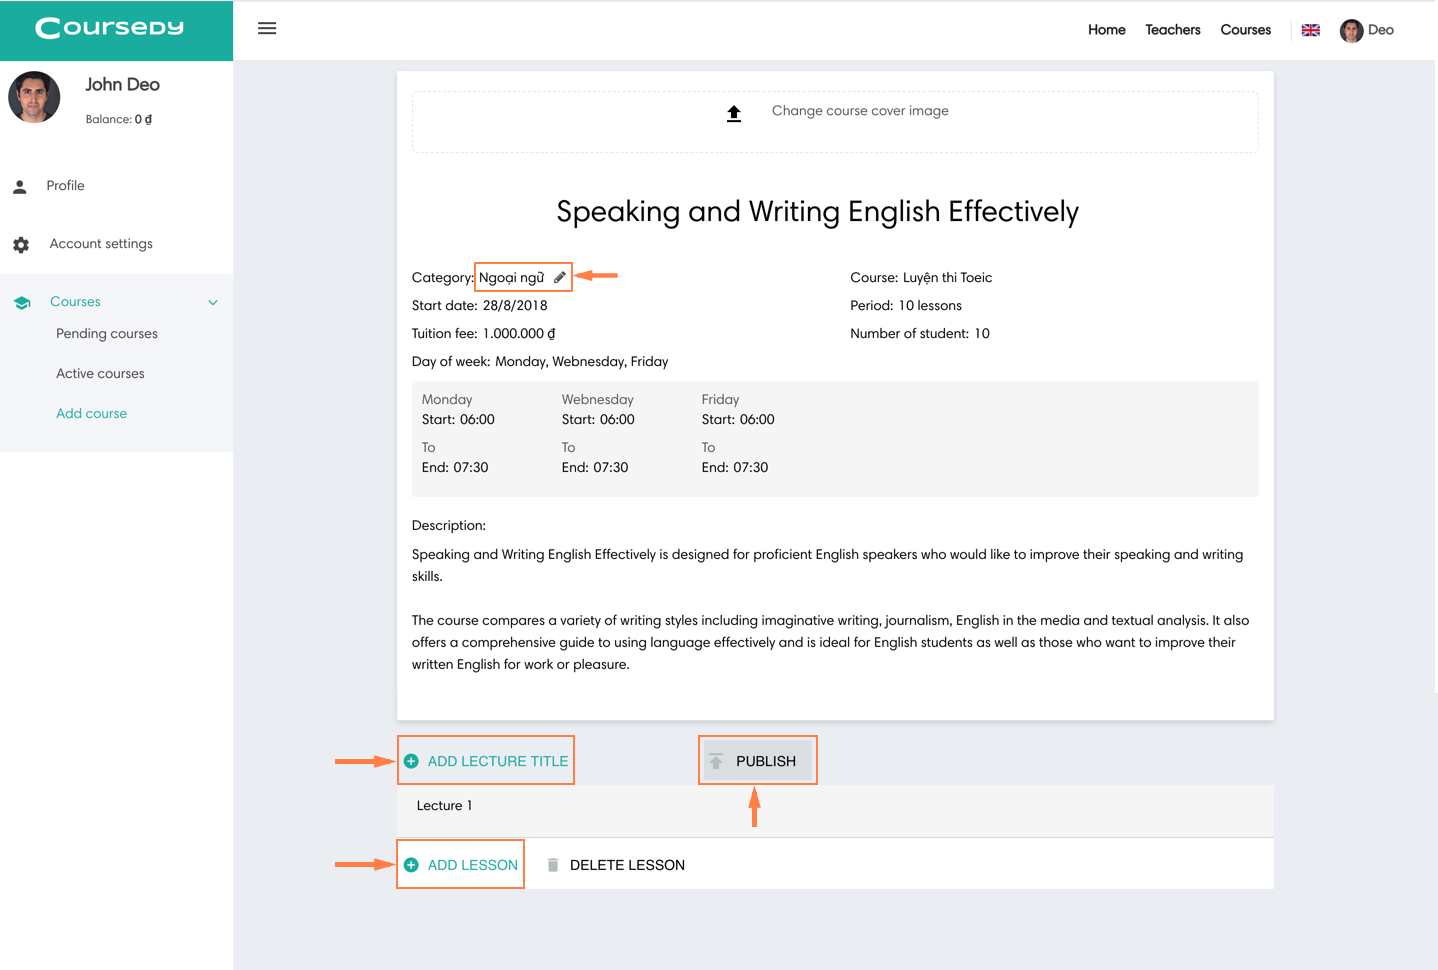 COURSEDY
Home Teachers Courses Deo
John Deo
Balance: 0 ₫
Profile
Account settings
Courses
Pending courses
Active courses
Add course
Change course cover image
Speaking and Writing English Effectively
Category: Ngoại ngữ Course: Luyện thi Toeic
Start date: 28/8/2018 Period: 10 lessons
Tuition fee: 1.000.000 ₫ Number of student: 10
Day of week: Monday, Webnesday, Friday
Monday Webnesday Friday
Start: 06:00 Start: 06:00 Start: 06:00
To To To
End: 07:30 End: 07:30 End: 07:30
Description:
Speaking and Writing English Effectively is designed for proficient English speakers who would like to improve their speaking and writing
skills.
The course compares a variety of writing styles including imaginative writing, journalism, English in the media and textual analysis. It also
offers a comprehensive guide to using language effectively and is ideal for English students as well as those who want to improve their
written English for work or pleasure.
ADD LECTURE TITLE PUBLISH
Lecture 1
ADD LESSON DELETE LESSON